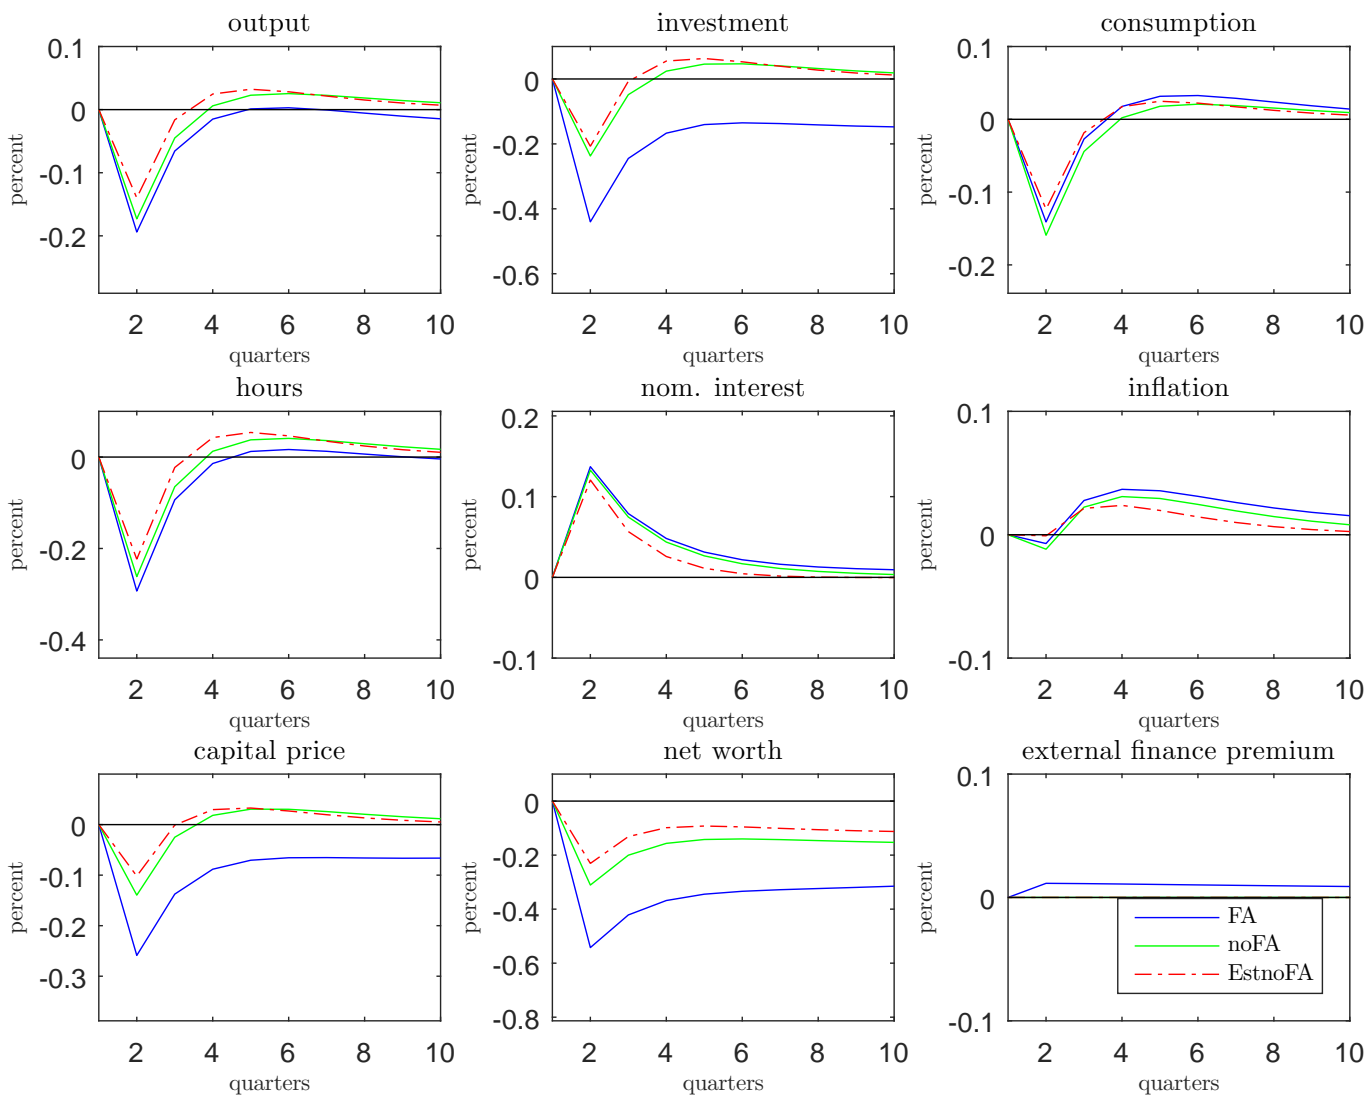 output
investment
consumption
0.1
0
-0.1
-0.2
percent
2 4 6 8 10
quarters
0
-0.2
-0.4
-0.6
percent
2 4 6 8 10
quarters
0.1
0
-0.1
-0.2
percent
2 4 6 8 10
quarters
hours
nom. interest
inflation
0
-0.2
-0.4
percent
2 4 6 8 10
quarters
0.2
0.1
0
-0.1
percent
2 4 6 8 10
quarters
0.1
0
-0.1
percent
2 4 6 8 10
quarters
capital price
net worth
external finance premium
0
-0.1
-0.2
-0.3
percent
2 4 6 8 10
quarters
0
-0.2
-0.4
-0.6
-0.8
percent
2 4 6 8 10
quarters
0.1
0
-0.1
percent
FA
noFA
EstnoFA
2 4 6 8 10
quarters